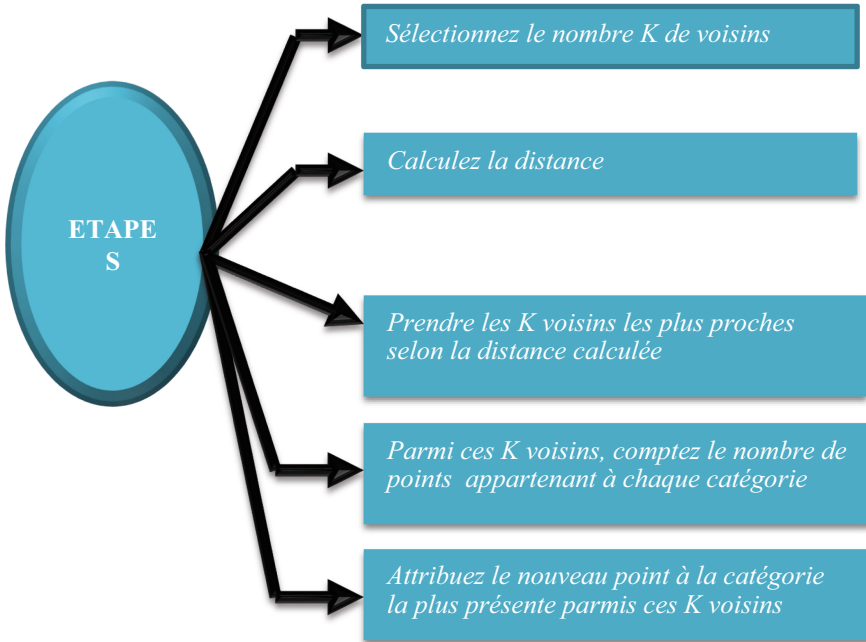 Sélectionnez le nombre K de voisins
Calculez la distance
ETAPE
S
Prendre les K voisins les plus proches
selon la distance calculée
Parmi ces K voisins, comptez le nombre de
points appartenant à chaque catégorie
Attribuez le nouveau point à la catégorie
la plus présente parmis ces K voisins